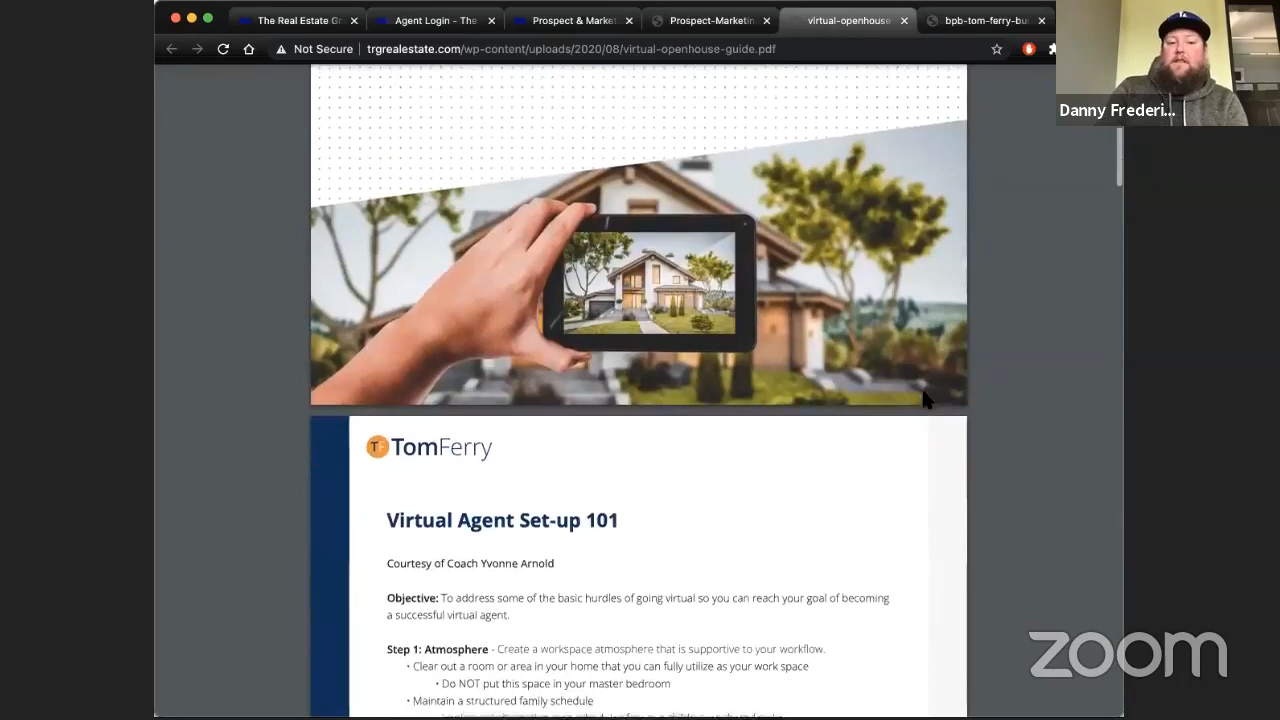 The Real Estate Gr
Agent Login - The
Prospect & Market
Prospect-Marketin
virtual-openhouse
bpb-tom-ferry-bu
Not Secure
trgrealestate.com/wp-content/uploads/2020/08/virtual-openhouse-guide.pdf
Danny Frederi...
TF TomFerry
Virtual Agent Set-up 101
Courtesy of Coach Yvonne Arnold
Objective: To address some of the basic hurdles of going virtual so you can reach your goal of becoming
a successful virtual agent.
Step 1: Atmosphere - Create a workspace atmosphere that is supportive to your workflow.
• Clear out a room or area in your home that you can fully utilize as your work space
• Do NOT put this space in your master bedroom
• Maintain a structured family schedule
zoom